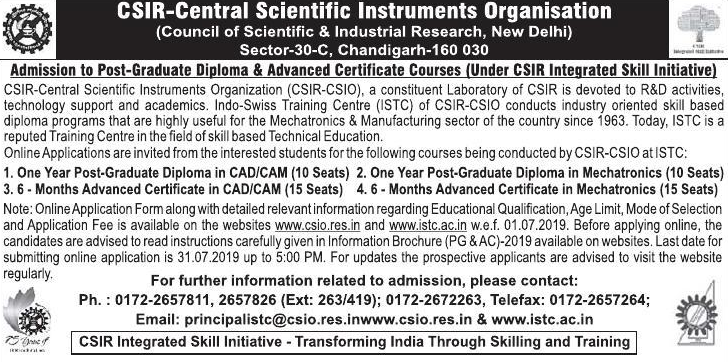 CSIR-Central Scientific Instruments Organisation
(Council of Scientific & Industrial Research, New Delhi)
Sector-30-C, Chandigarh-160 030
CSIR
Integrated Skill Initiative
Admission to Post-Graduate Diploma & Advanced Certificate Courses (Under CSIR Integrated Skill Initiative)
CSIR-Central Scientific Instruments Organization (CSIR-CSIO), a constituent Laboratory of CSIR is devoted to R&D activities,
technology support and academics. Indo-Swiss Training Centre (ISTC) of CSIR-CSIO conducts industry oriented skill based
diploma programs that are highly useful for the Mechatronics & Manufacturing sector of the country since 1963. Today, ISTC is a
reputed Training Centre in the field of skill based Technical Education.
Online Applications are invited from the interested students for the following courses being conducted by CSIR-CSIO at ISTC:
1. One Year Post-Graduate Diploma in CAD/CAM (10 Seats) 2. One Year Post-Graduate Diploma in Mechatronics (10 Seats)
3. 6 - Months Advanced Certificate in CAD/CAM (15 Seats) 4. 6 - Months Advanced Certificate in Mechatronics (15 Seats)
Note: Online Application Form along with detailed relevant information regarding Educational Qualification, Age Limit, Mode of Selection
and Application Fee is available on the websites www.csio.res.in and www.istc.ac.in w.e.f. 01.07.2019. Before applying online, the
candidates are advised to read instructions carefully given in Information Brochure (PG & AC)-2019 available on websites. Last date for
submitting online application is 31.07.2019 up to 5:00 PM. For updates the prospective applicants are advised to visit the website
regularly.
For further information related to admission, please contact:
Ph. : 0172-2657811, 2657826 (Ext: 263/419); 0172-2672263, Telefax: 0172-2657264;
Email: principalistc@csio.res.inwww.csio.res.in & www.istc.ac.in
75 Years of
CSIR Integrated Skill Initiative - Transforming India Through Skilling and Training